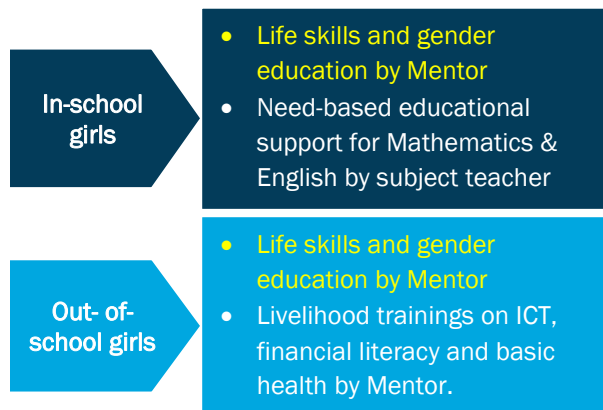 In-school
girls
• Life skills and gender
education by Mentor
• Need-based educational
support for Mathematics &
English by subject teacher
Out- of-
school girls
• Life skills and gender
education by Mentor
• Livelihood trainings on ICT,
financial literacy and basic
health by Mentor.